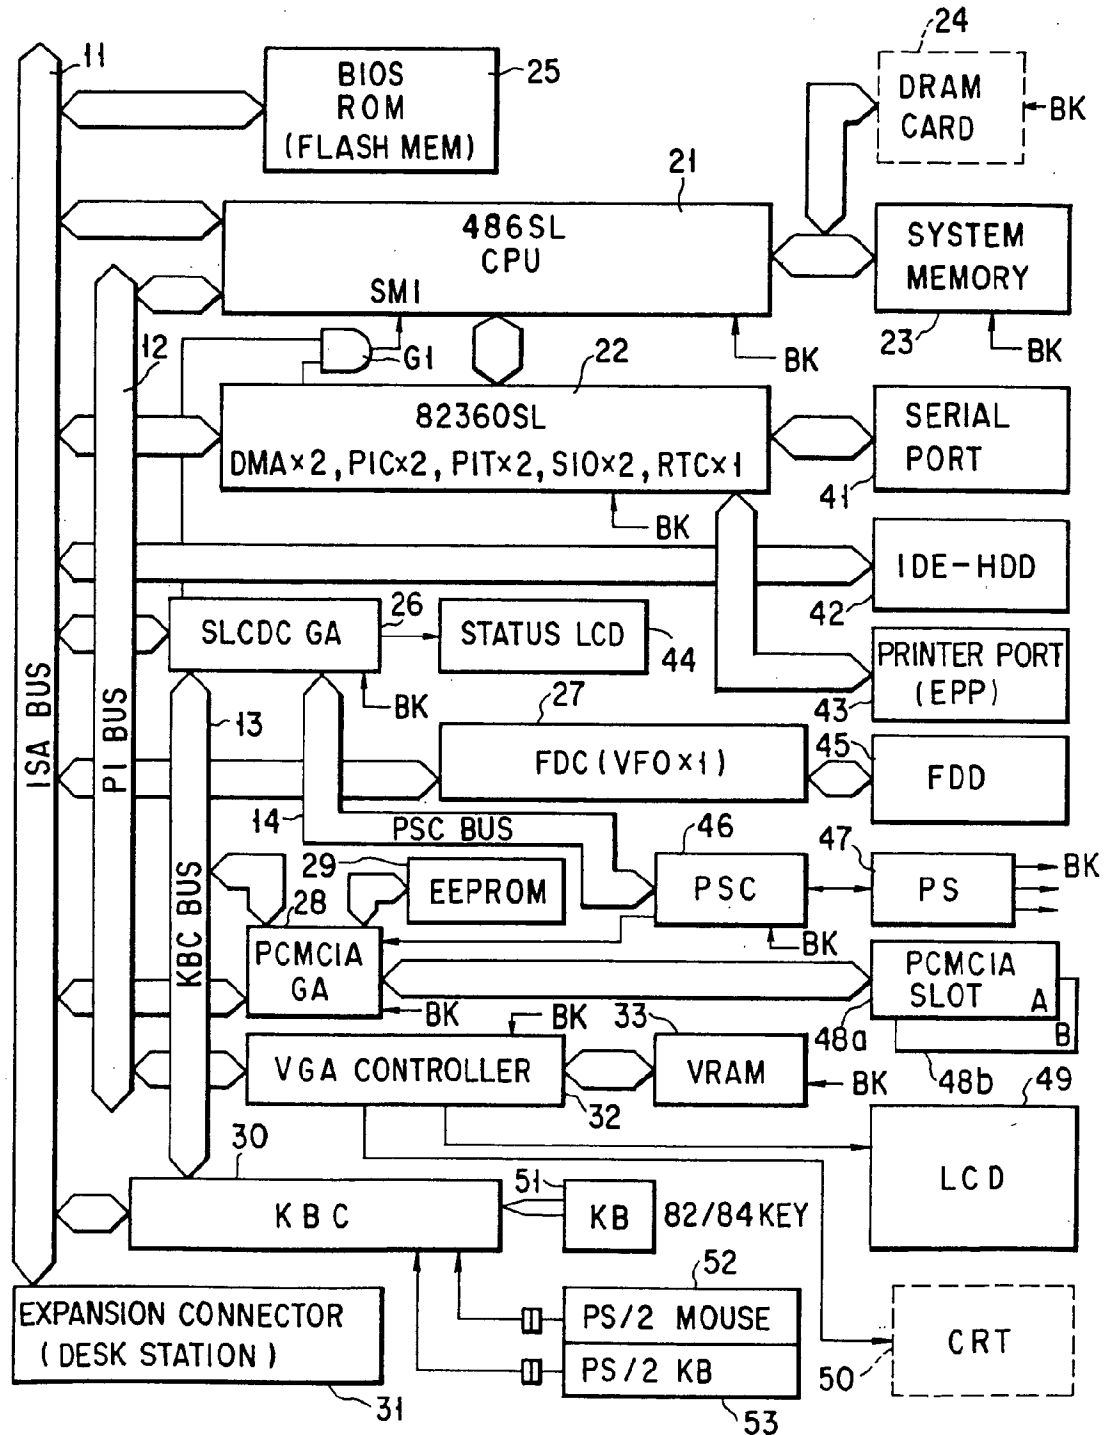 24
11
BIOS
ROM
(FLASH MEM)
25
DRAM
CARD
BK
21
486SL
CPU
SMI
SYSTEM
MEMORY
23
BK
12
G1
BK
22
82360SL
DMA×2, PIC×2, PIT×2, SIO×2, RTC×1
BK
SERIAL
PORT
41
IDE-HDD
42
SLCDC GA
26
STATUS LCD
44
BK
PRINTER PORT
(EPP)
43
ISA BUS
PI BUS
13
27
FDC (VFO×1)
45
FDD
14
PSC BUS
KBC BUS
29
EEPROM
46
PSC
BK
47
PS
BK
28
PCMCIA
GA
BK
PCMCIA
SLOT
A
B
48a
48b
VGA CONTROLLER
BK
32
33
VRAM
BK
49
LCD
30
KBC
51
KB
82/84KEY
52
PS/2 MOUSE
PS/2 KB
53
EXPANSION CONNECTOR
(DESK STATION)
31
CRT
50